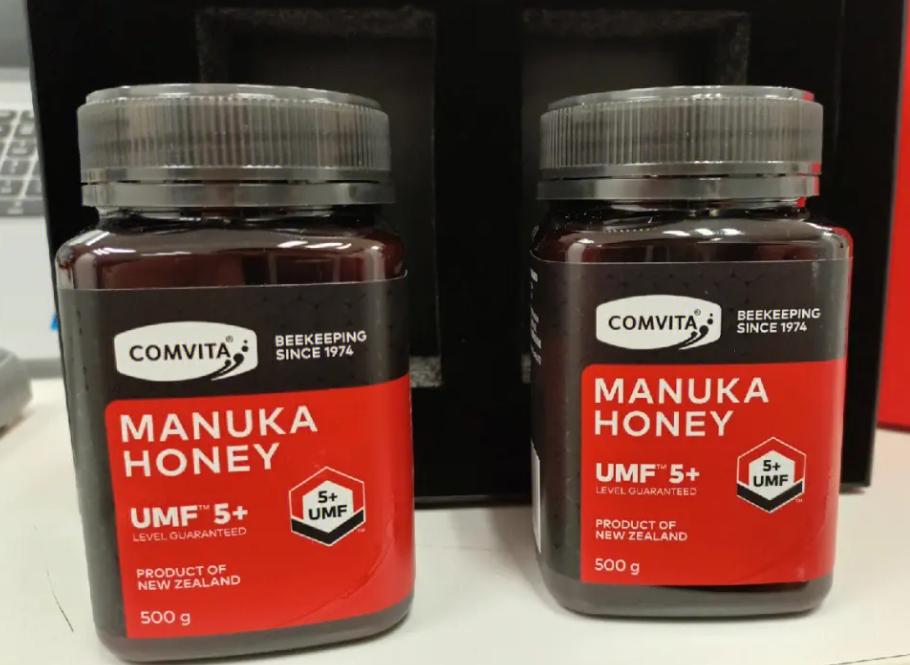 COMVITA®
BEEKEEPING
SINCE 1974
MANUKA
HONEY
UMF™ 5+
LEVEL GUARANTEED
5+
UMF
PRODUCT OF
NEW ZEALAND
500 g
COMVITA®
BEEKEEPING
SINCE 1974
MANUKA
HONEY
UMF™ 5+
LEVEL GUARANTEED
5+
UMF
PRODUCT OF
NEW ZEALAND
500 g